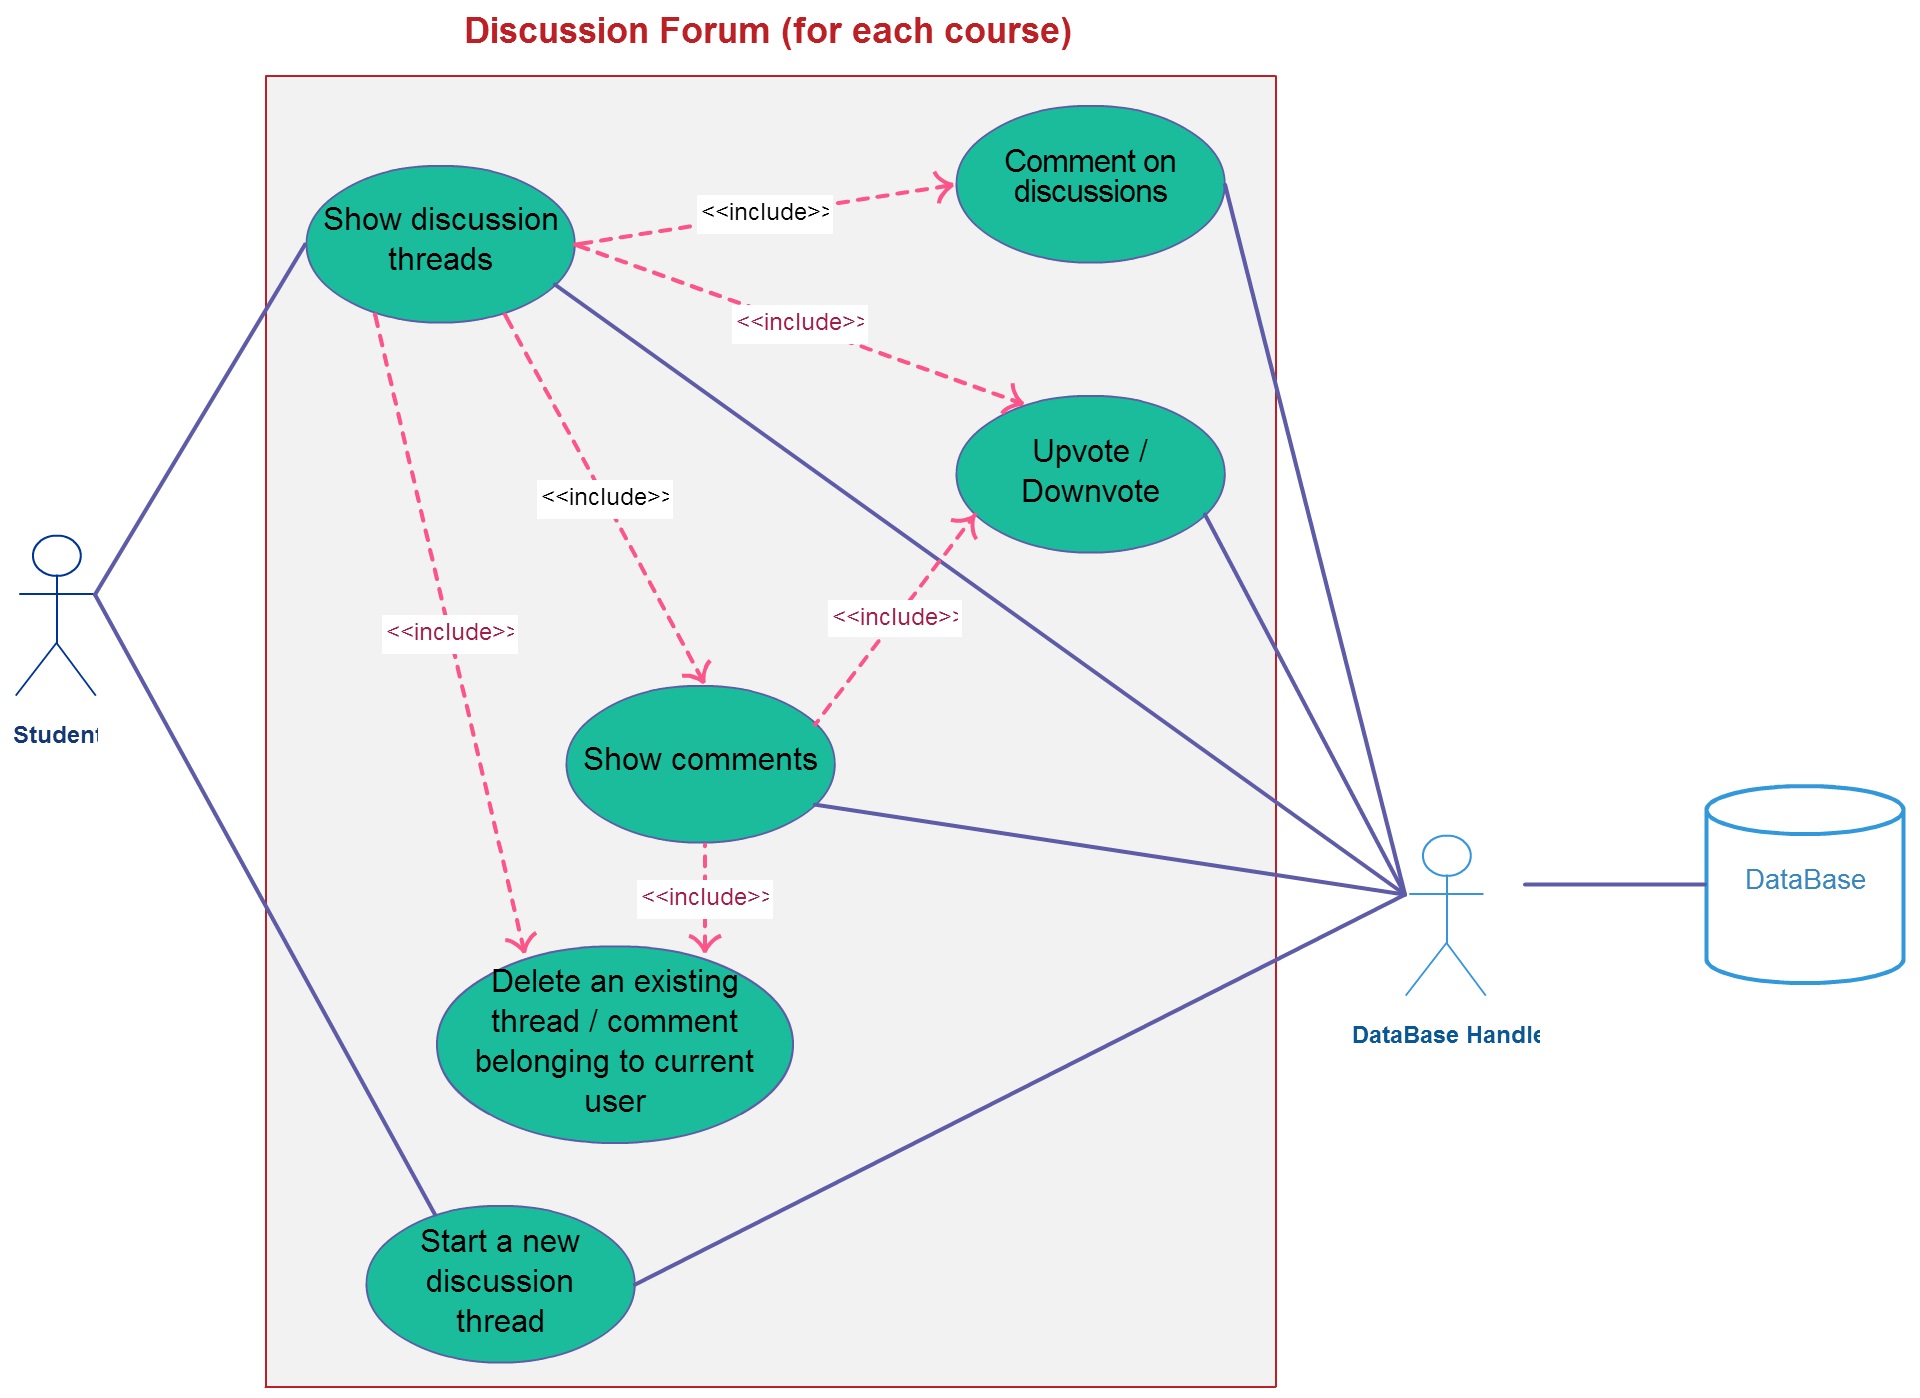 Discussion Forum (for each course)
Comment on
discussions
<<include>>
Show discussion
threads
<<include>>
Upvote /
Downvote
<<include>>
<<include>>
<<include>>
Student
Show comments
<<include>>
DataBase
Delete an existing
thread / comment
belonging to current
user
DataBase Handle
Start a new
discussion
thread